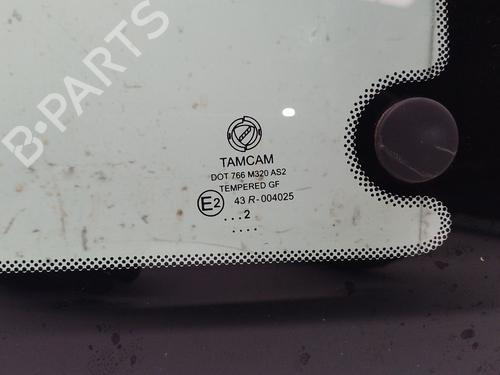 B-PARTS
TAMCAM
DOT 766 M320 AS2
TEMPERED GF
E2 43 R-004025
...2
....